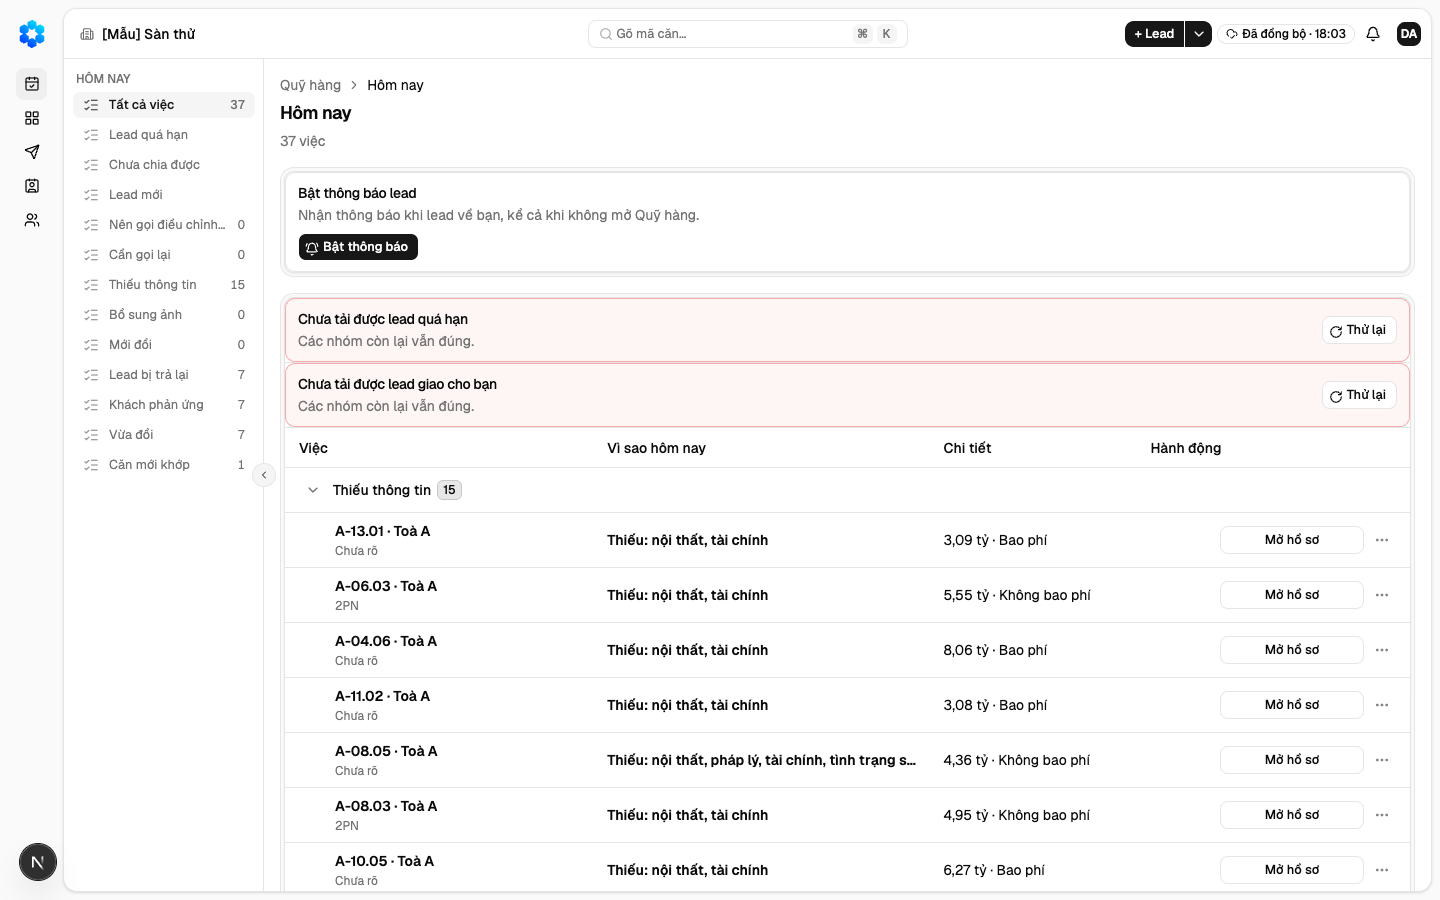 [Mẫu] Sàn thử
Gõ mã căn...
⌘ K
+ Lead
Đã đồng bộ · 18:03
DA
HÔM NAY
Tất cả việc 37
Lead quá hạn
Chưa chia được
Lead mới
Nên gọi điều chỉnh... 0
Cần gọi lại 0
Thiếu thông tin 15
Bổ sung ảnh 0
Mới đổi 0
Lead bị trả lại 7
Khách phản ứng 7
Vừa đổi 7
Căn mới khớp 1
N
Quỹ hàng > Hôm nay
Hôm nay
37 việc
Bật thông báo lead
Nhận thông báo khi lead về bạn, kể cả khi không mở Quỹ hàng.
Bật thông báo
Chưa tải được lead quá hạn
Các nhóm còn lại vẫn đúng.
Thử lại
Chưa tải được lead giao cho bạn
Các nhóm còn lại vẫn đúng.
Thử lại
Việc Vì sao hôm nay Chi tiết Hành động
Thiếu thông tin 15
A-13.01 · Toà A
Chưa rõ
Thiếu: nội thất, tài chính 3,09 tỷ · Bao phí Mở hồ sơ
A-06.03 · Toà A
2PN
Thiếu: nội thất, tài chính 5,55 tỷ · Không bao phí Mở hồ sơ
A-04.06 · Toà A
Chưa rõ
Thiếu: nội thất, tài chính 8,06 tỷ · Bao phí Mở hồ sơ
A-11.02 · Toà A
Chưa rõ
Thiếu: nội thất, tài chính 3,08 tỷ · Bao phí Mở hồ sơ
A-08.05 · Toà A
Chưa rõ
Thiếu: nội thất, pháp lý, tài chính, tình trạng s... 4,36 tỷ · Không bao phí Mở hồ sơ
A-08.03 · Toà A
2PN
Thiếu: nội thất, tài chính 4,95 tỷ · Không bao phí Mở hồ sơ
A-10.05 · Toà A
Chưa rõ
Thiếu: nội thất, tài chính 6,27 tỷ · Bao phí Mở hồ sơ